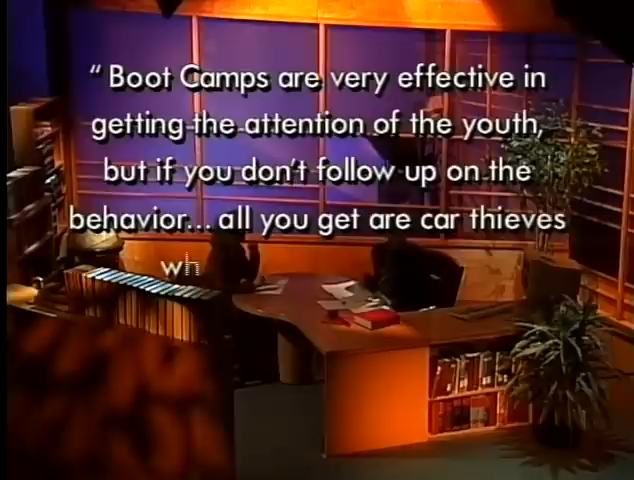 “ Boot Camps are very effective in
getting the attention of the youth,
but if you don’t follow up on the
behavior... all you get are car thieves